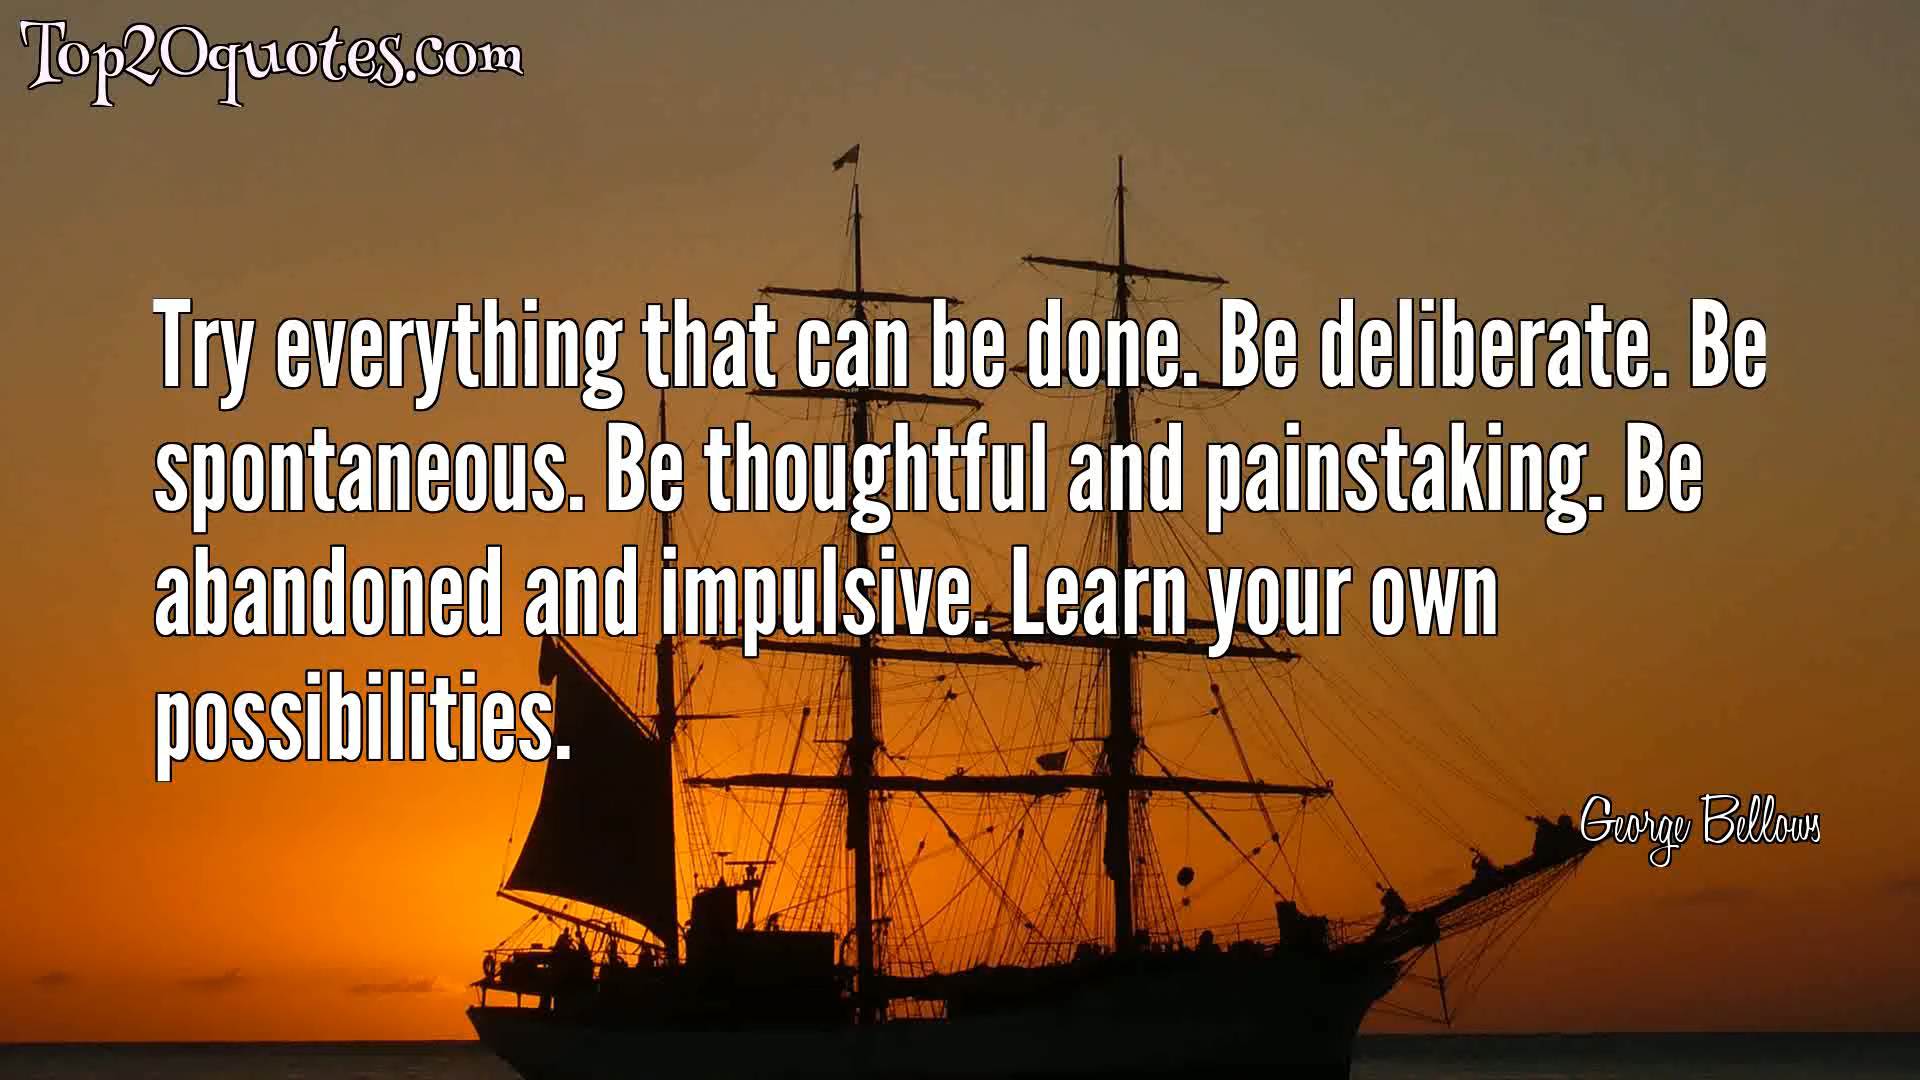 Top20quotes.com
Try everything that can be done. Be deliberate. Be
spontaneous. Be thoughtful and painstaking. Be
abandoned and impulsive. Learn your own
possibilities.
George Bellows